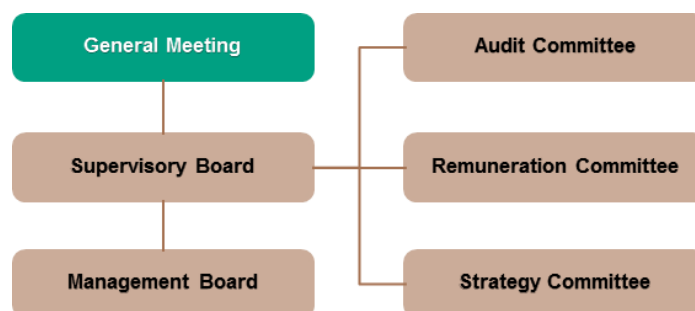 General Meeting
Audit Committee
Supervisory Board
Remuneration Committee
Management Board
Strategy Committee